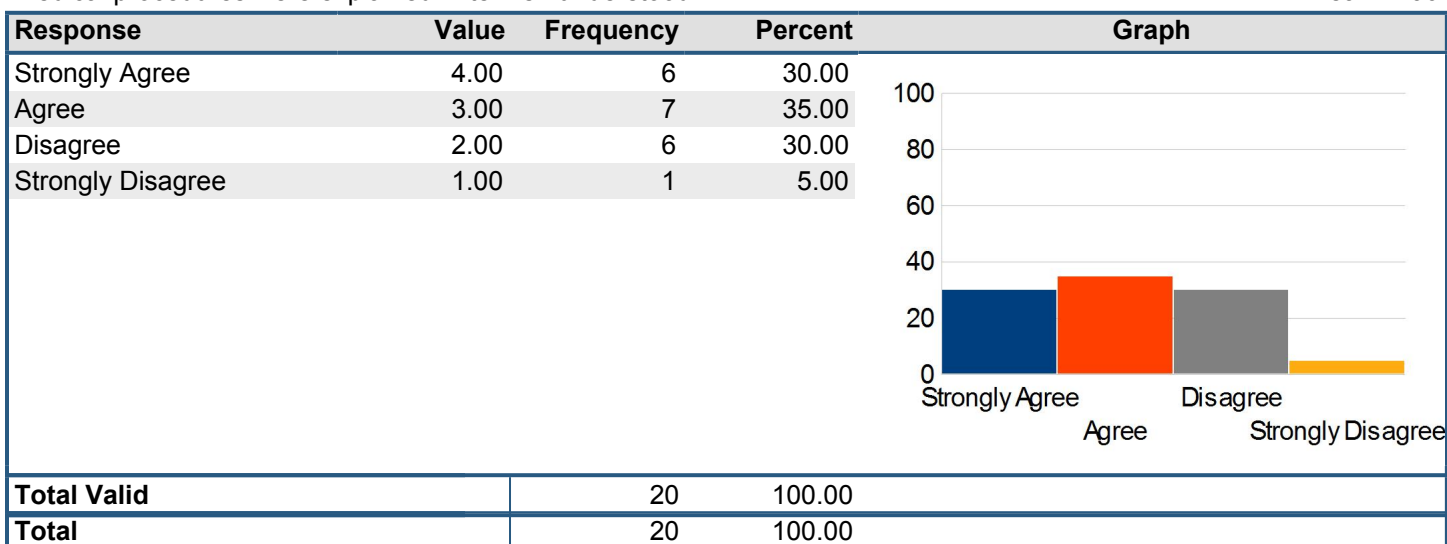 Response Value Frequency Percent Graph
Strongly Agree 4.00 6 30.00
Agree 3.00 7 35.00
Disagree 2.00 6 30.00
Strongly Disagree 1.00 1 5.00
100
80
60
40
20
0
Strongly Agree Disagree
Agree Strongly Disagree
Total Valid 20 100.00
Total 20 100.00